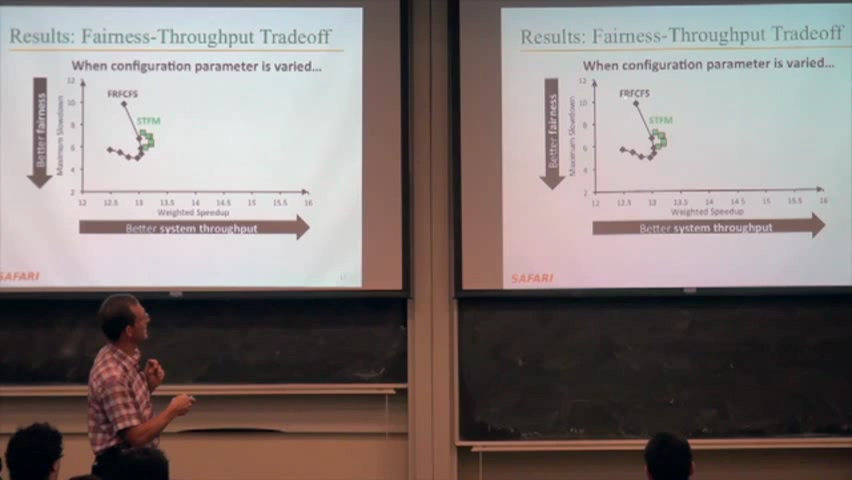 Results: Fairness-Throughput Tradeoff
When configuration parameter is varied...
12
10
8
6
4
2
Better fairness
Maximum Slowdown
FRFCFS
STFM
12
12.5
13
13.5
14
14.5
15
15.5
16
Weighted Speedup
Better system throughput
SAFARI
Results: Fairness-Throughput Tradeoff
When configuration parameter is varied...
12
10
8
6
4
2
Better fairness
Maximum Slowdown
FRFCFS
STFM
12
12.5
13
13.5
14
14.5
15
15.5
16
Weighted Speedup
Better system throughput
SAFARI